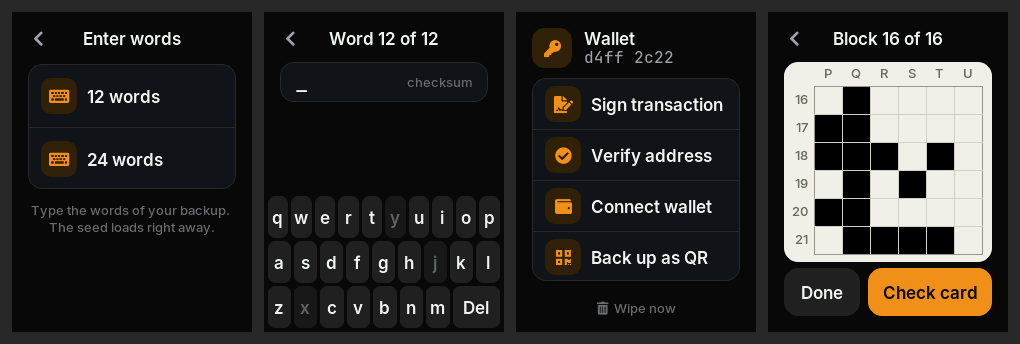 Enter words
12 words
24 words
Type the words of your backup.
The seed loads right away.
Word 12 of 12
_ checksum
q w e r t y u i o p
a s d f g h j k l
z x c v b n m Del
Wallet
d4ff 2c22
Sign transaction
Verify address
Connect wallet
Back up as QR
Wipe now
Block 16 of 16
P Q R S T U
16
17
18
19
20
21
Done Check card